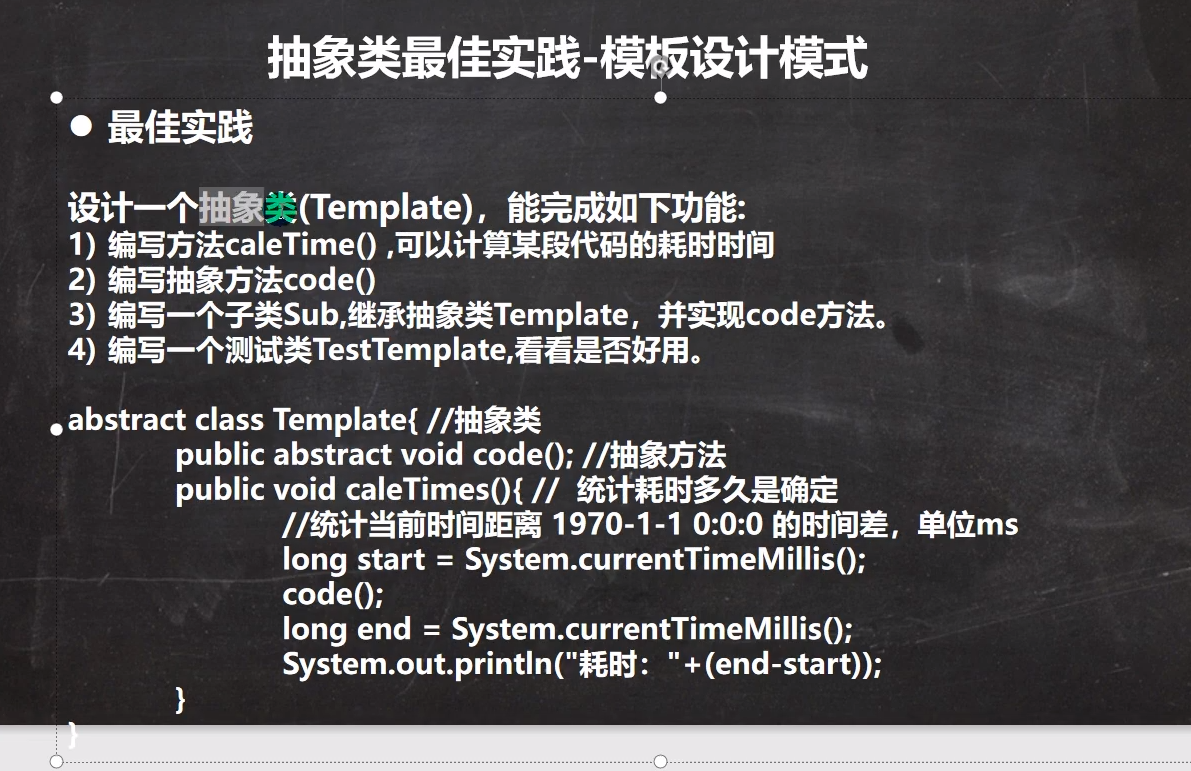 抽象类最佳实践-模板设计模式
● 最佳实践
设计一个抽象类(Template)，能完成如下功能:
1) 编写方法caleTime() ,可以计算某段代码的耗时时间
2) 编写抽象方法code()
3) 编写一个子类Sub,继承抽象类Template，并实现code方法。
4) 编写一个测试类TestTemplate,看看是否好用。
abstract class Template{ //抽象类
public abstract void code(); //抽象方法
public void caleTimes(){ // 统计耗时多久是确定
//统计当前时间距离 1970-1-1 0:0:0 的时间差，单位ms
long start = System.currentTimeMillis();
code();
long end = System.currentTimeMillis();
System.out.println("耗时："+(end-start));
}
}